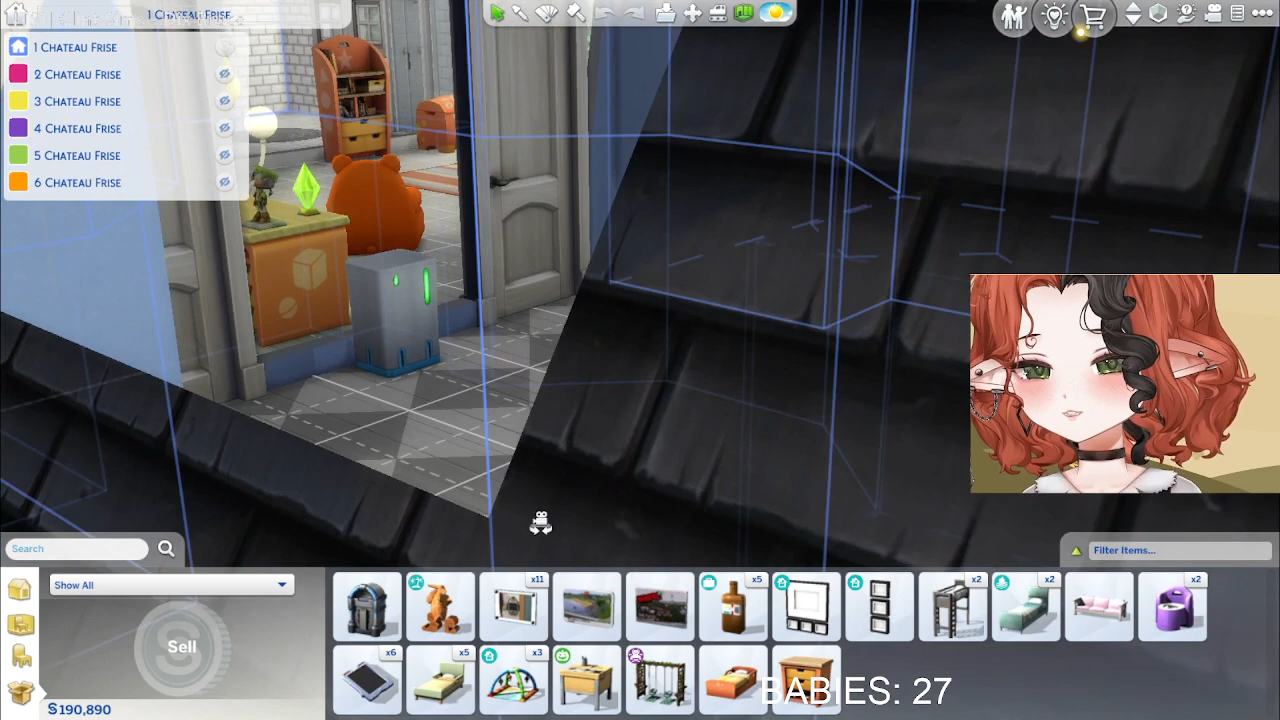 1 CHATEAU FRISE
1 CHATEAU FRISE
2 CHATEAU FRISE
3 CHATEAU FRISE
4 CHATEAU FRISE
5 CHATEAU FRISE
6 CHATEAU FRISE
Search
Filter Items...
Show All
Sell
§190,890
x11
x5
x2
x2
x2
x6
x5
x3
BABIES: 27